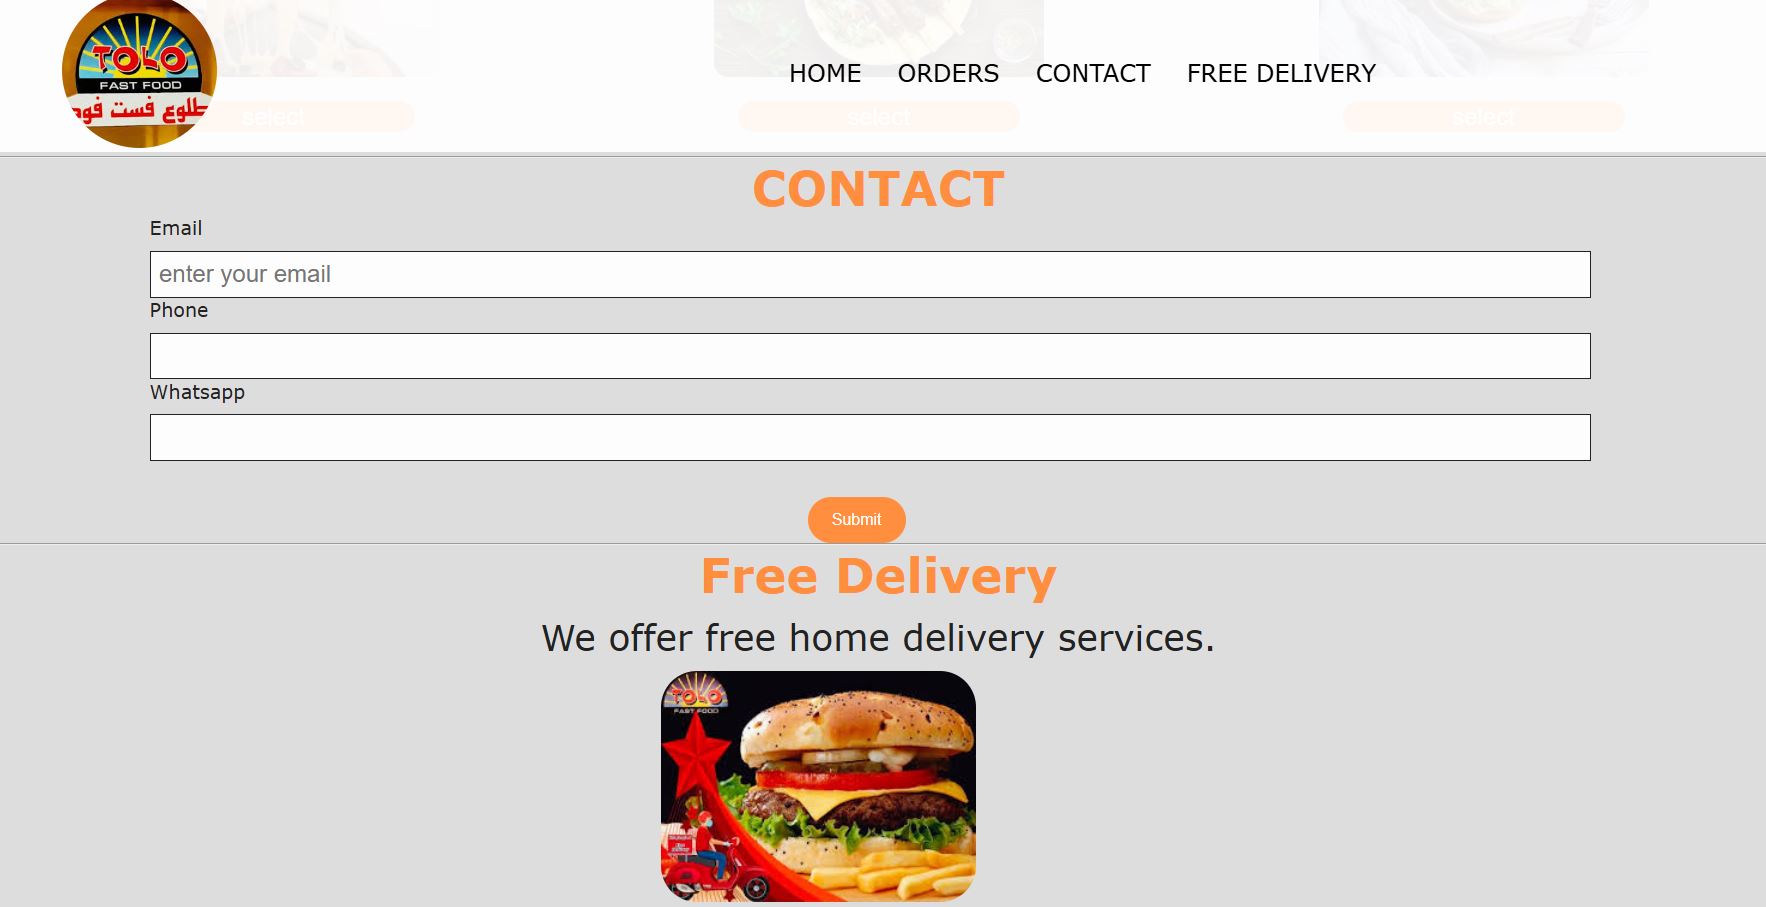 TOLO
FAST FOOD
طلوع فست فود
HOME ORDERS CONTACT FREE DELIVERY
select select select
CONTACT
Email
enter your email
Phone
Whatsapp
Submit
Free Delivery
We offer free home delivery services.
TOLO
FAST FOOD